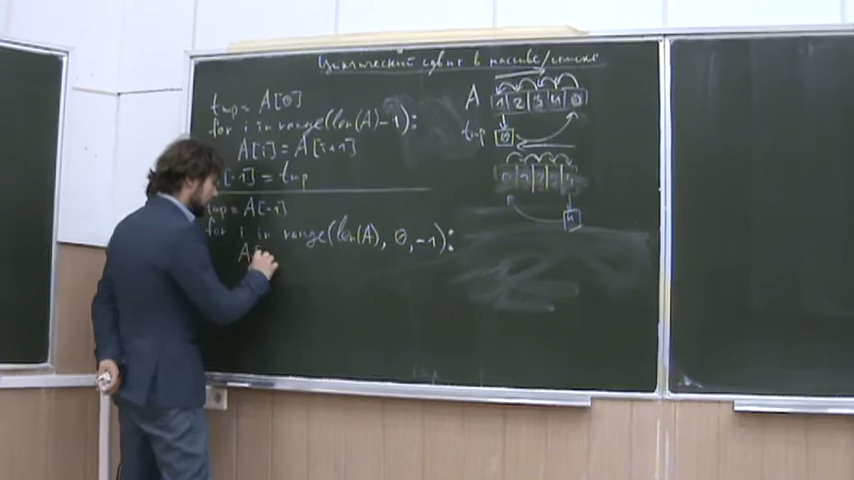 Циклический сдвиг в массиве/списке
tmp = A[0]
for i in range(len(A)-1):
A[i] = A[i+1]
[-1] = tmp
tmp = A[-1]
for i in range(len(A), 0, -1):
A[
A 1 2 3 4 0
tmp 0